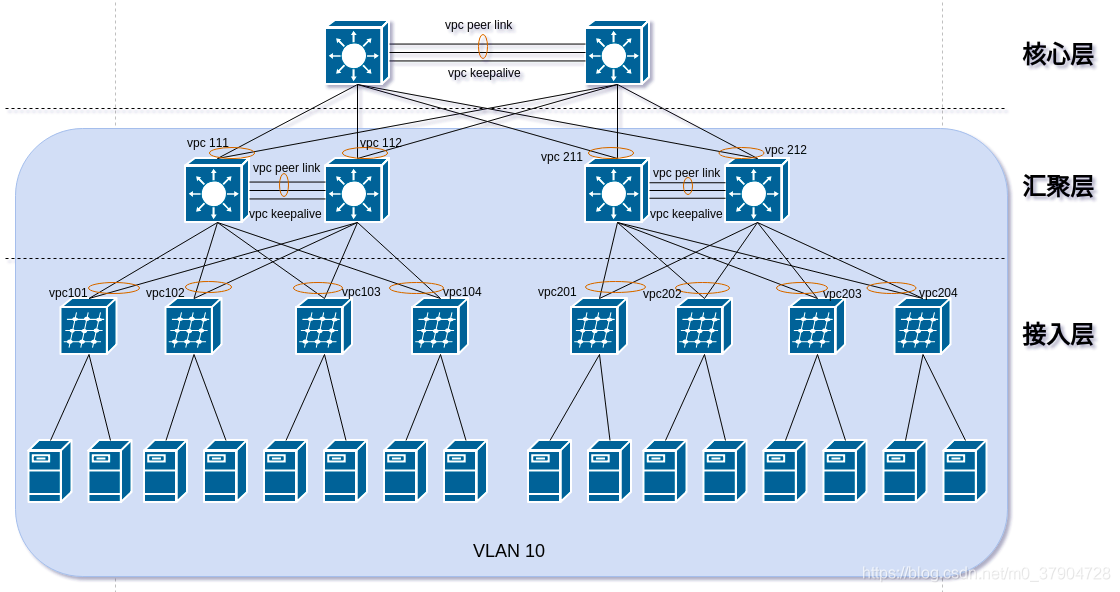 vpc peer link
vpc keepalive
核心层
vpc 111
vpc 112
vpc 211
vpc 212
vpc peer link
vpc keepalive
vpc peer link
vpc keepalive
汇聚层
vpc101
vpc102
vpc103
vpc104
vpc201
vpc202
vpc203
vpc204
接入层
VLAN 10
https://blog.csdn.net/m0_37904728